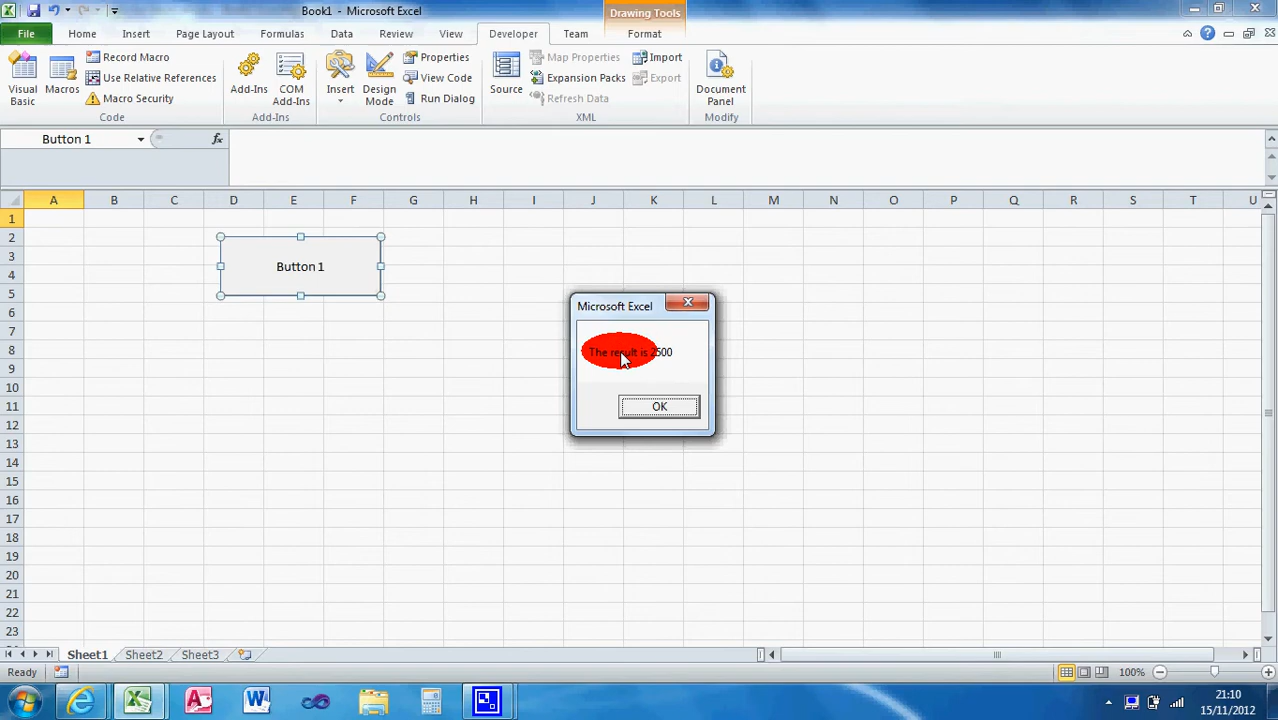 Book1 - Microsoft Excel
Drawing Tools
File Home Insert Page Layout Formulas Data Review View Developer Team Format
Visual Basic
Macros
Record Macro
Use Relative References
Macro Security
Code
Add-Ins
COM Add-Ins
Add-Ins
Insert
Design Mode
Properties
View Code
Run Dialog
Controls
Source
Map Properties
Expansion Packs
Refresh Data
Import
Export
XML
Document Panel
Modify
Button 1
fx
A B C D E F G H I J K L M N O P Q R S T U
1
2
3
4
5
6
7
8
9
10
11
12
13
14
15
16
17
18
19
20
21
22
23
Button 1
Microsoft Excel
The result is 2500
OK
Sheet1 Sheet2 Sheet3
Ready
100%
21:10
15/11/2012